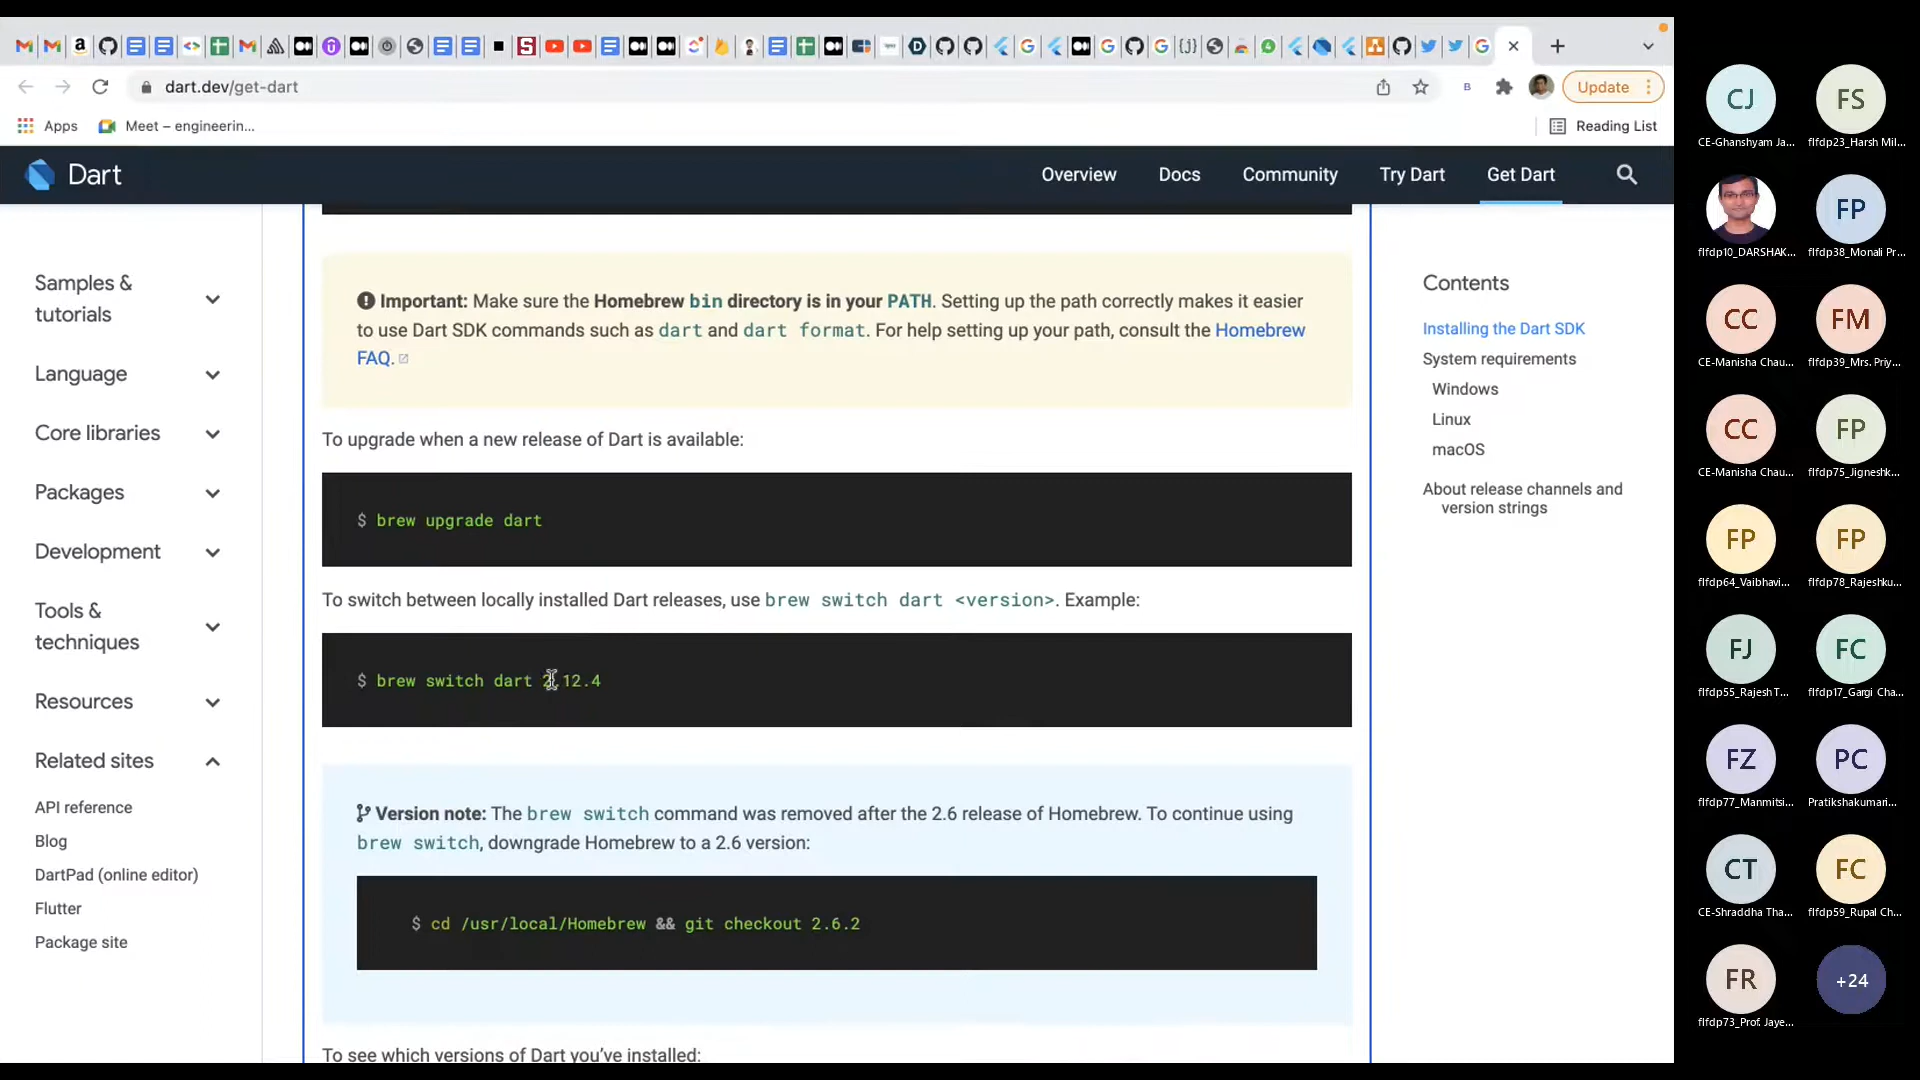 dart.dev/get-dart
Update
Apps
Meet – engineerin...
Reading List
Dart
Overview
Docs
Community
Try Dart
Get Dart
Samples &
tutorials
Language
Core libraries
Packages
Development
Tools &
techniques
Resources
Related sites
API reference
Blog
DartPad (online editor)
Flutter
Package site
Important: Make sure the Homebrew bin directory is in your PATH. Setting up the path correctly makes it easier
to use Dart SDK commands such as dart and dart format. For help setting up your path, consult the Homebrew
FAQ.
To upgrade when a new release of Dart is available:
$ brew upgrade dart
To switch between locally installed Dart releases, use brew switch dart <version>. Example:
$ brew switch dart 2.12.4
Version note: The brew switch command was removed after the 2.6 release of Homebrew. To continue using
brew switch, downgrade Homebrew to a 2.6 version:
$ cd /usr/local/Homebrew && git checkout 2.6.2
To see which versions of Dart you've installed:
Contents
Installing the Dart SDK
System requirements
Windows
Linux
macOS
About release channels and
version strings
CJ
CE-Ghanshyam Ja...
FS
flfdp23_Harsh Mil...
flfdp10_DARSHAK...
FP
flfdp38_Monali Pr...
CC
CE-Manisha Chau...
FM
flfdp39_Mrs. Priy...
CC
CE-Manisha Chau...
FP
flfdp75_Jigneshk...
FP
flfdp64_Vaibhavi...
FP
flfdp78_Rajeshku...
FJ
flfdp55_Rajesh T...
FC
flfdp17_Gargi Cha...
FZ
flfdp77_Manmitsi...
PC
Pratikshakumari...
CT
CE-Shraddha Tha...
FC
flfdp59_Rupal Ch...
FR
flfdp73_Prof. Jaye...
+24